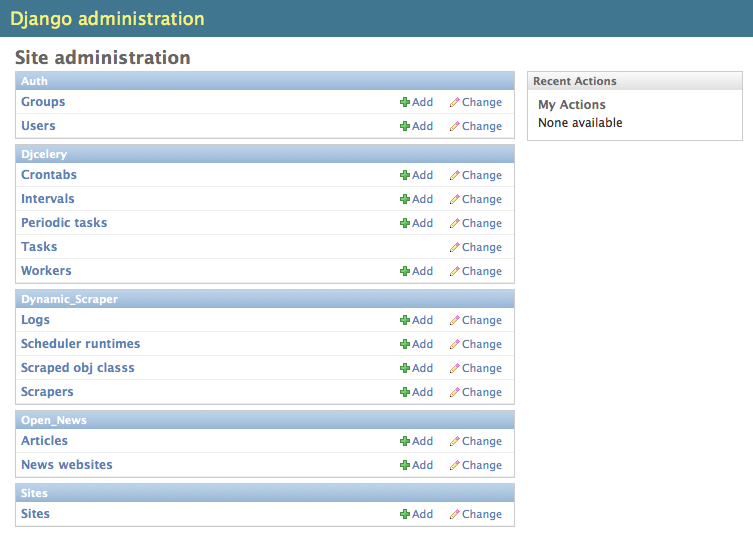 Django administration
Site administration
Auth
Groups Add Change
Users Add Change
Djcelery
Crontabs Add Change
Intervals Add Change
Periodic tasks Add Change
Tasks Change
Workers Add Change
Dynamic_Scraper
Logs Add Change
Scheduler runtimes Add Change
Scraped obj classs Add Change
Scrapers Add Change
Open_News
Articles Add Change
News websites Add Change
Sites
Sites Add Change
Recent Actions
My Actions
None available